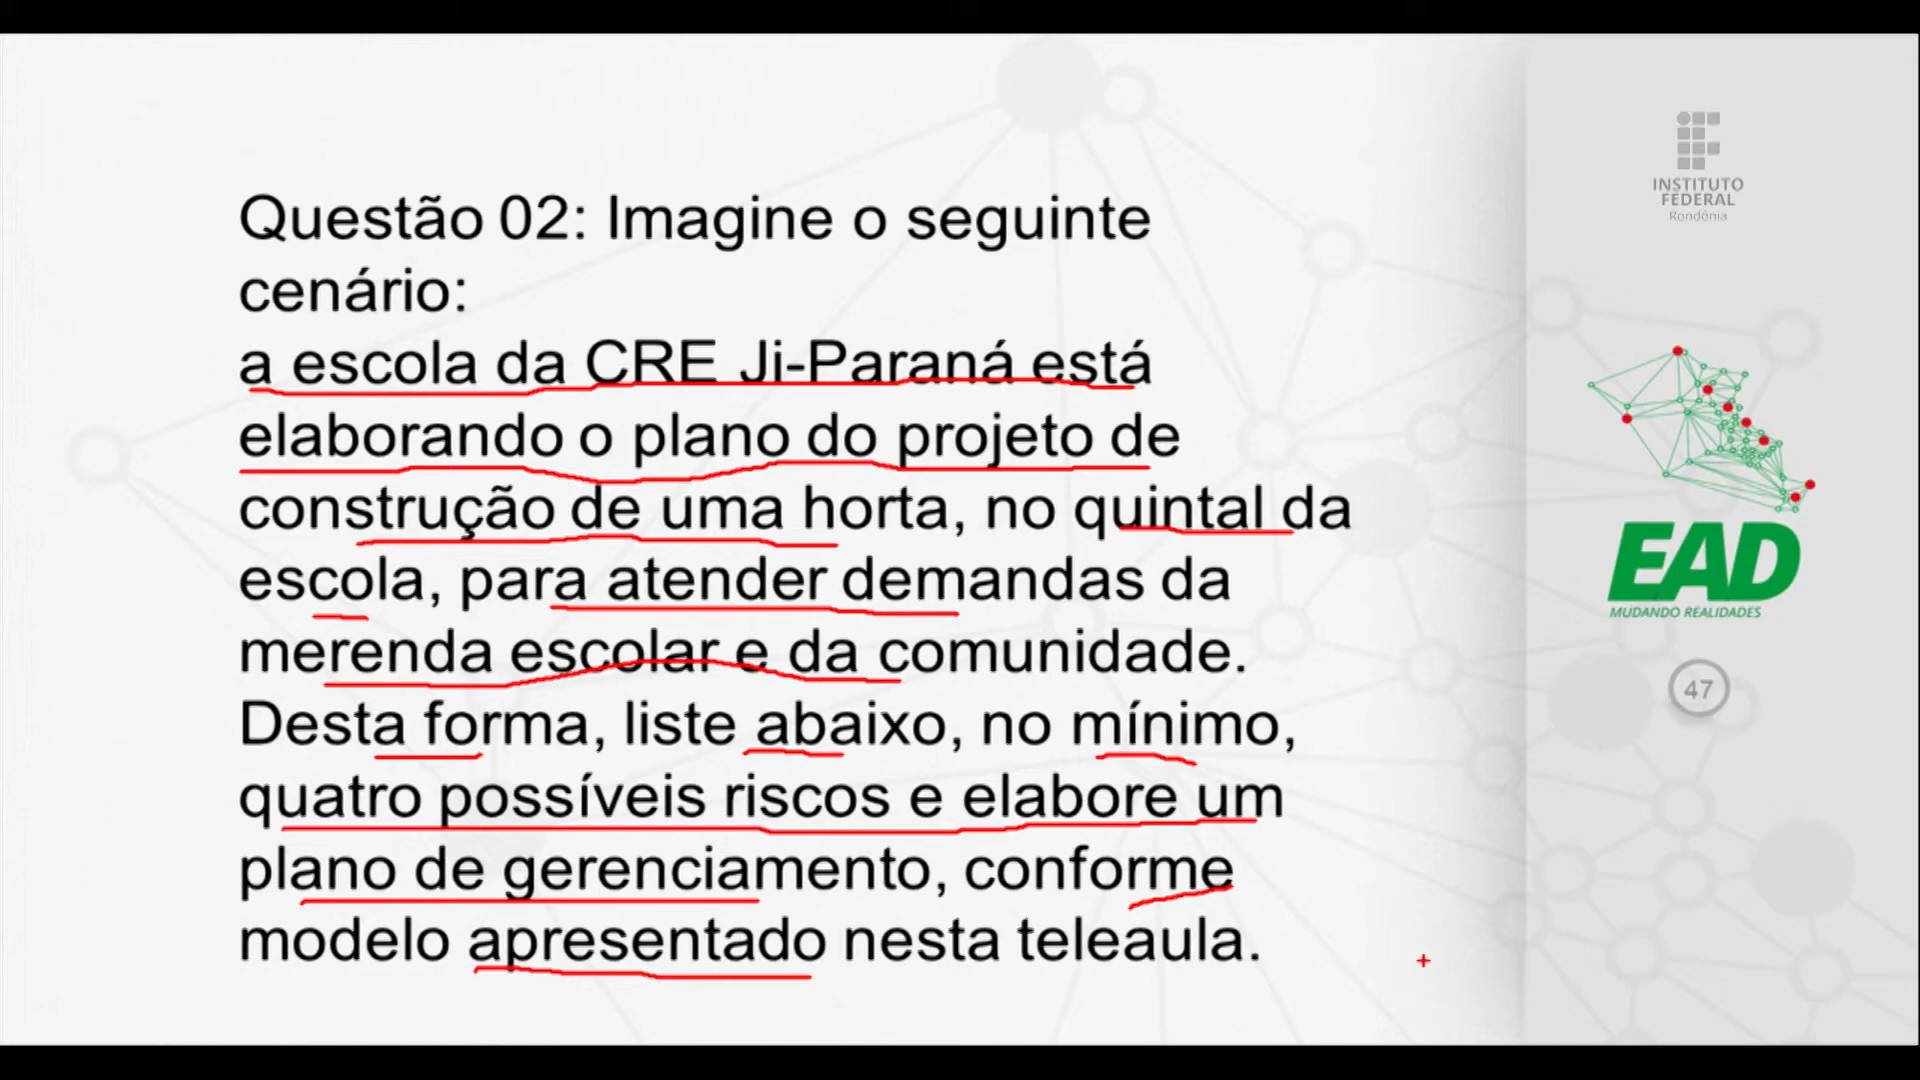 Questão 02: Imagine o seguinte
cenário:
a escola da CRE Ji-Paraná está
elaborando o plano do projeto de
construção de uma horta, no quintal da
escola, para atender demandas da
merenda escolar e da comunidade.
Desta forma, liste abaixo, no mínimo,
quatro possíveis riscos e elabore um
plano de gerenciamento, conforme
modelo apresentado nesta teleaula.
INSTITUTO
FEDERAL
Rondônia
EAD
MUDANDO REALIDADES
47